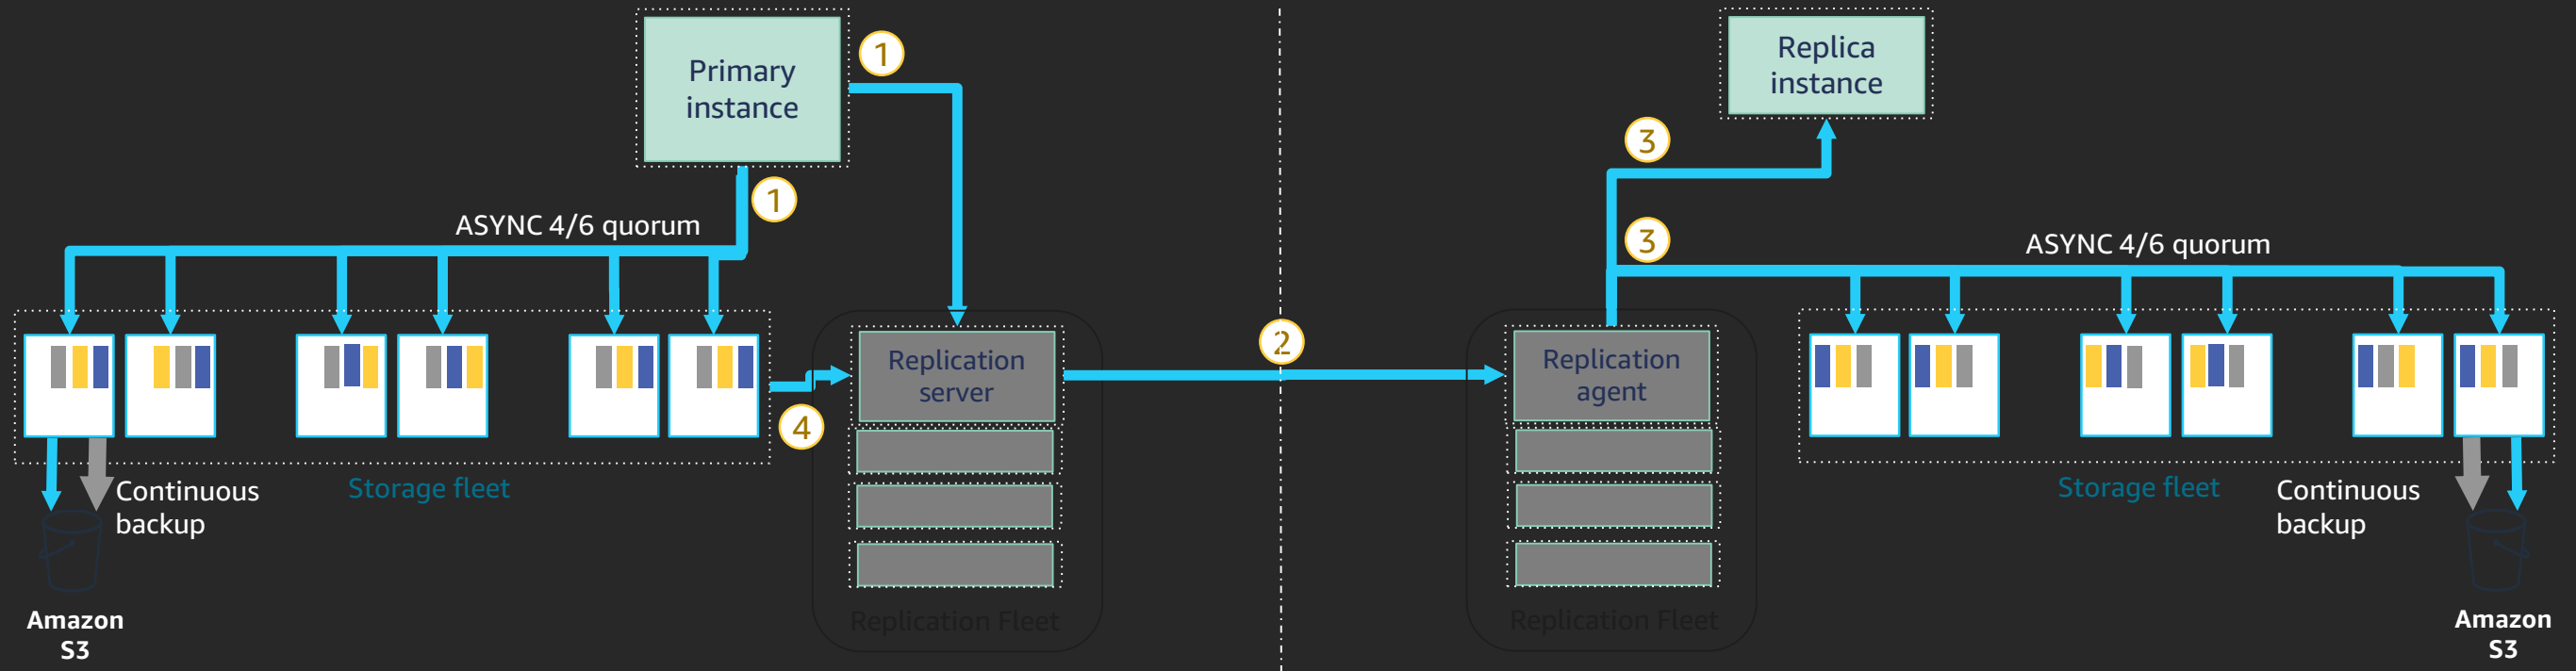 Primary
instance
1
1
ASYNC 4/6 quorum
Replication
server
4
Continuous
backup
Storage fleet
Amazon
S3
Replication Fleet
2
Replica
instance
3
3
ASYNC 4/6 quorum
Replication
agent
Storage fleet
Continuous
backup
Replication Fleet
Amazon
S3